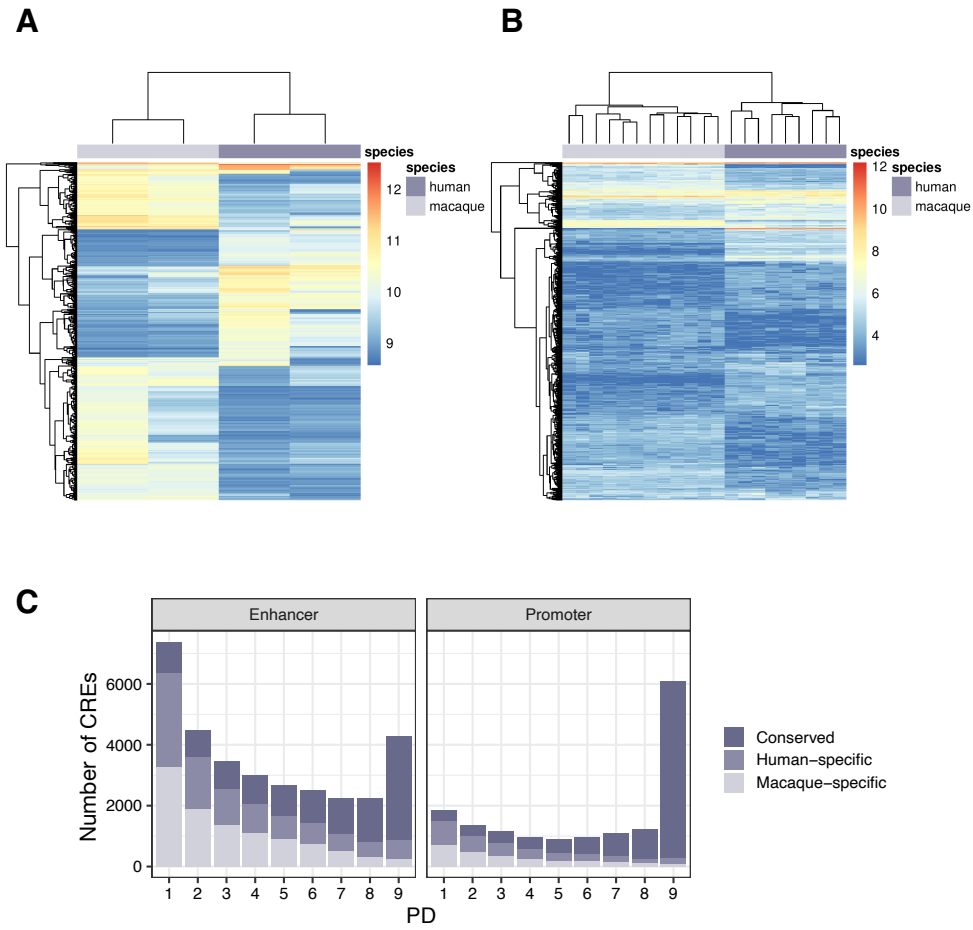 A
species
12
11
10
9
species
human
macaque
B
species
12
10
8
6
4
species
human
macaque
C
Enhancer
Promoter
Number of CREs
6000
4000
2000
0
1 2 3 4 5 6 7 8 9
1 2 3 4 5 6 7 8 9
PD
Conserved
Human−specific
Macaque−specific